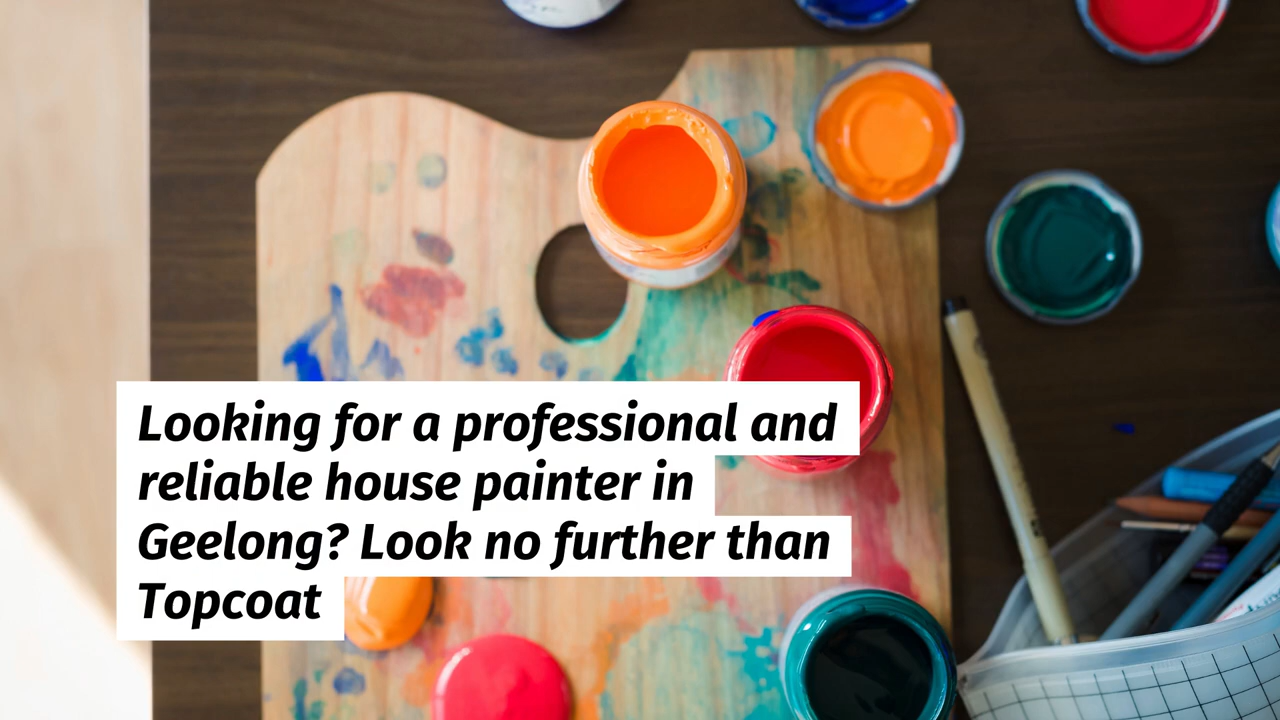 Looking for a professional and
reliable house painter in
Geelong? Look no further than
Topcoat